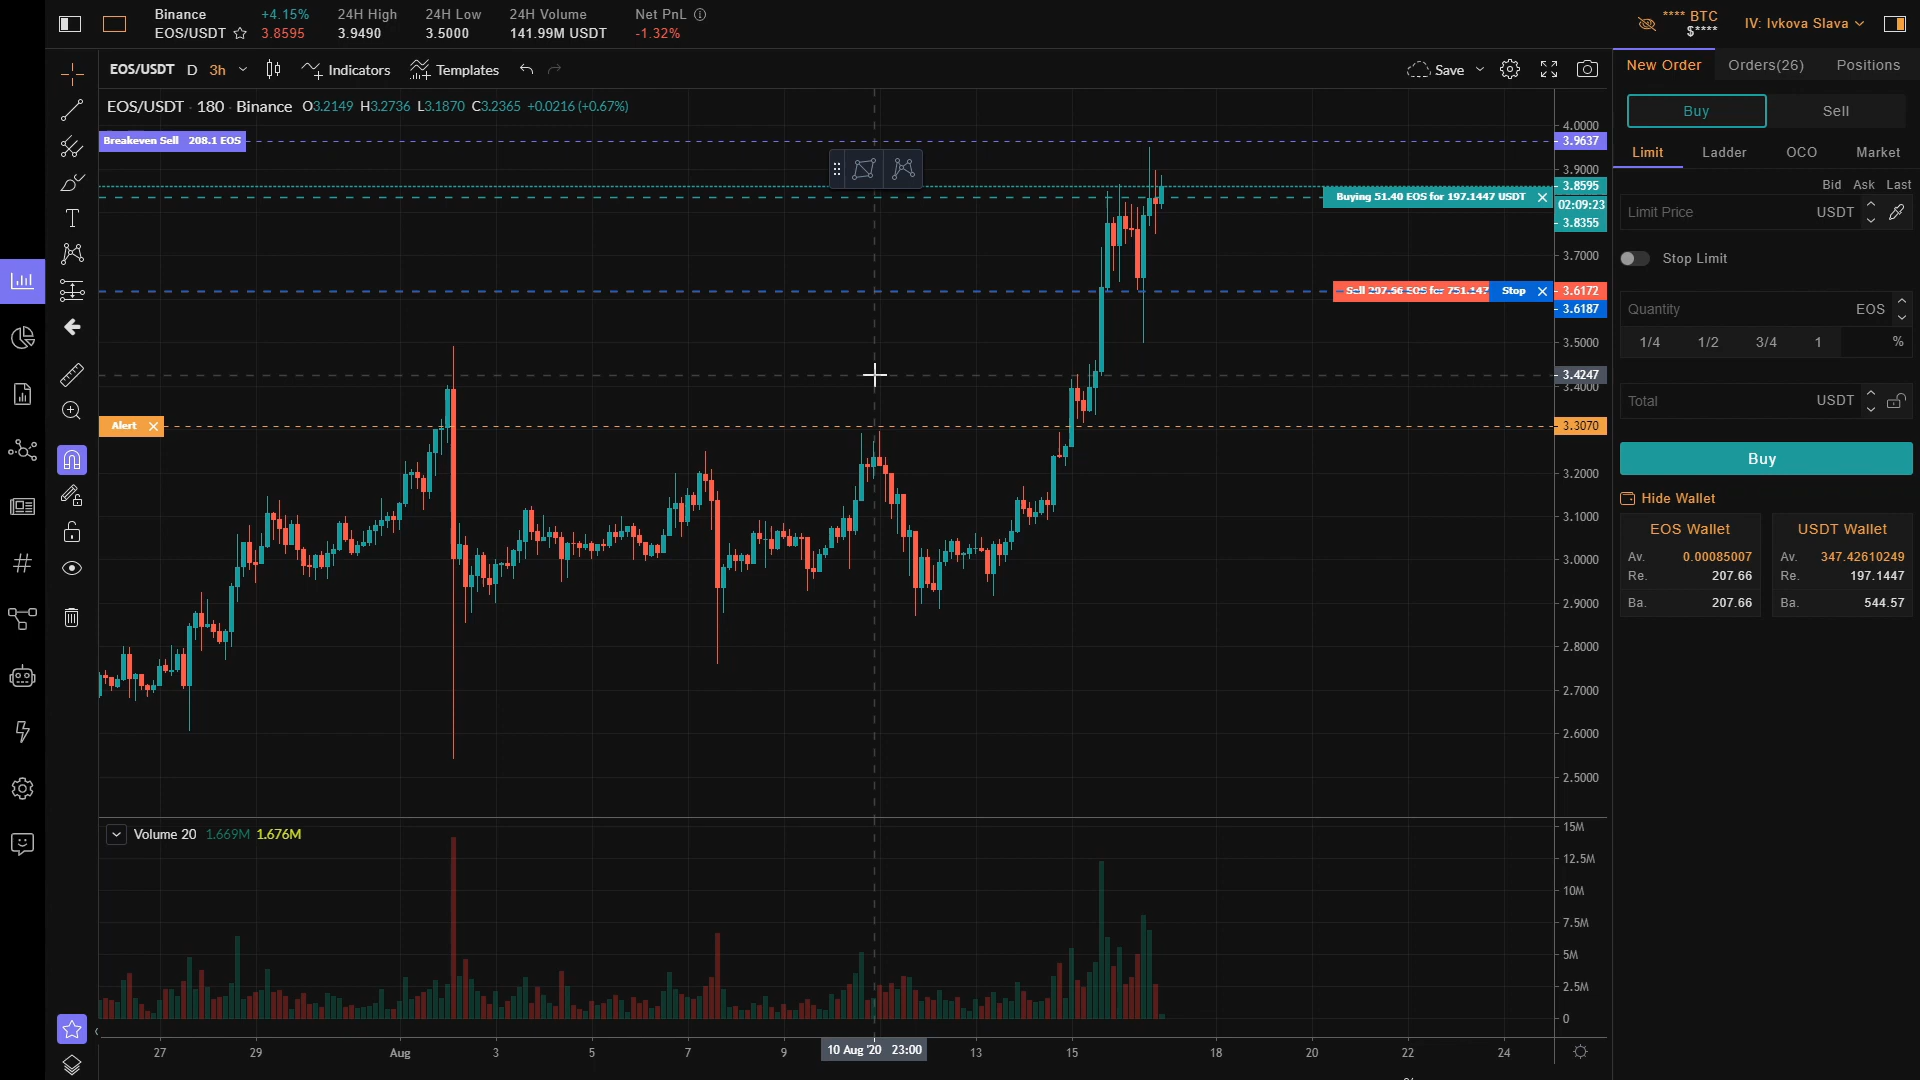 Binance +4.15% 24H High 24H Low 24H Volume Net PnL
EOS/USDT 3.8595 3.9490 3.5000 141.99M USDT -1.32%
**** BTC
$****
IV: Ivkova Slava
EOS/USDT D 3h Indicators Templates Save
New Order Orders(26) Positions
EOS/USDT · 180 · Binance O3.2149 H3.2736 L3.1870 C3.2365 +0.0216 (+0.67%)
Buy Sell
Limit Ladder OCO Market
Bid Ask Last
Limit Price USDT
Stop Limit
Quantity EOS
1/4 1/2 3/4 1 %
Total USDT
Buy
Hide Wallet
EOS Wallet
Av. 0.00085007
Re. 207.66
Ba. 207.66
USDT Wallet
Av. 347.42610249
Re. 197.1447
Ba. 544.57
Breakeven Sell 208.1 EOS
Buying 51.40 EOS for 197.1447 USDT
Sell 207.56 EOS for 751.147 Stop
Alert
4.0000
3.9637
3.9000
3.8595
02:09:23
3.8355
3.7000
3.6172
3.6187
3.5000
3.4247
3.4000
3.3070
3.2000
3.1000
3.0000
2.9000
2.8000
2.7000
2.6000
2.5000
Volume 20 1.669M 1.676M
15M
12.5M
10M
7.5M
5M
2.5M
0
27 29 Aug 3 5 7 9 10 Aug '20 23:00 13 15 18 20 22 24